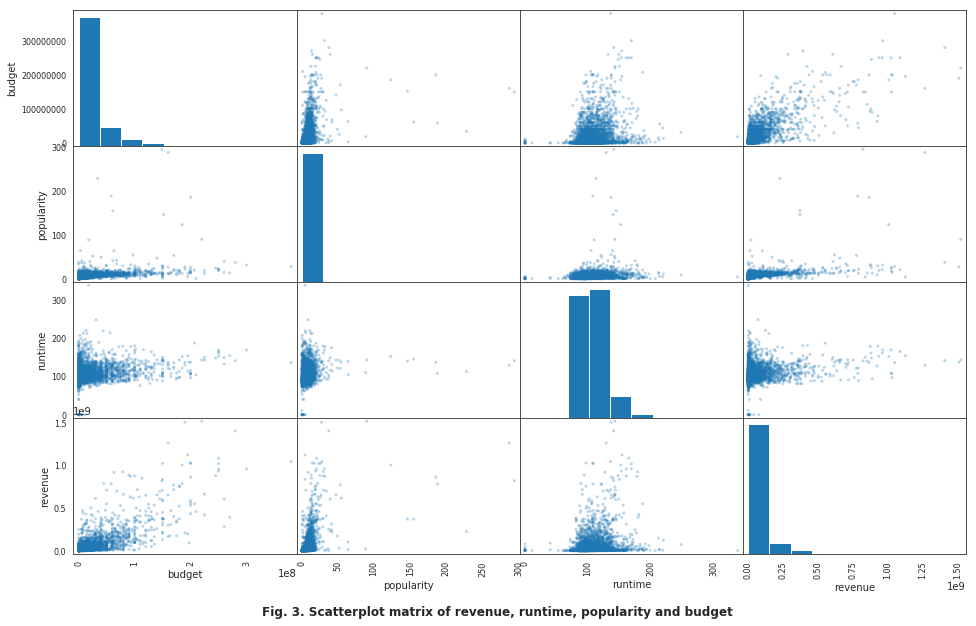 budget
300000000
200000000
100000000
0
popularity
300
200
100
0
runtime
300
200
100
0
1e9
revenue
1.5
1.0
0.5
0.0
0 1 2 3
budget 1e8
0 50 100 150 200 250 300
popularity
0 100 200 300
runtime
0.00 0.25 0.50 0.75 1.00 1.25 1.50
revenue 1e9
Fig. 3. Scatterplot matrix of revenue, runtime, popularity and budget